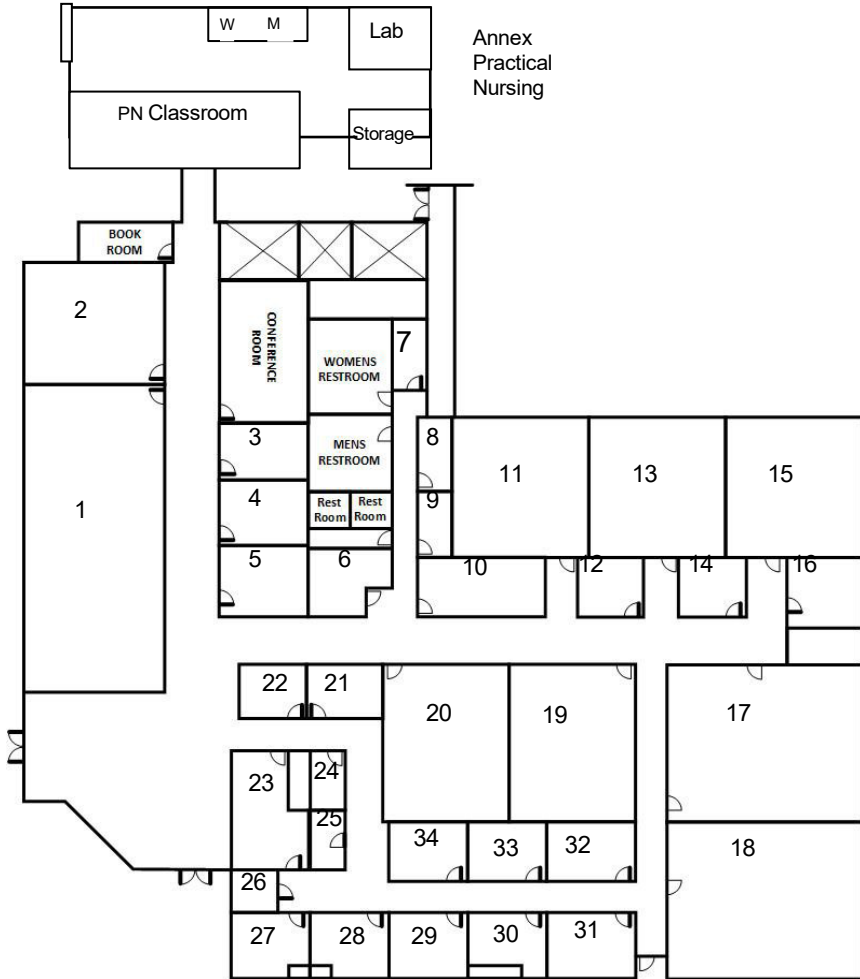 W M
Lab
Annex
Practical
Nursing
PN Classroom
Storage
BOOK
ROOM
2
CONFERENCE
ROOM
WOMENS
RESTROOM
7
3
MENS
RESTROOM
8
11
13
15
1
4
Rest
Room
Rest
Room
9
5
6
10
12
14
16
22
21
20
19
17
23
24
25
34
33
32
18
26
27
28
29
30
31